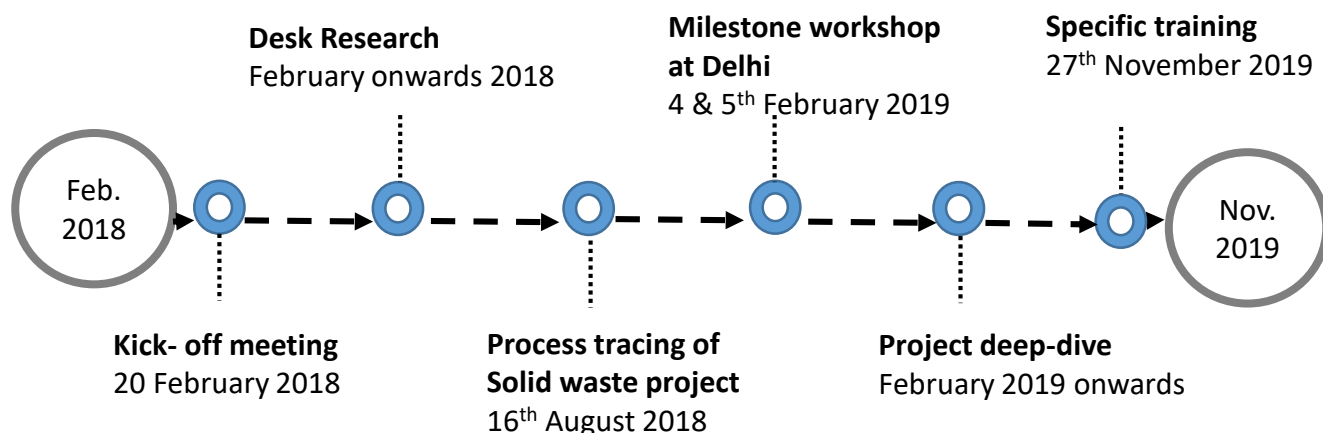 Desk Research
February onwards 2018
Milestone workshop
at Delhi
4 & 5th February 2019
Specific training
27th November 2019
Feb.
2018
Nov.
2019
Kick- off meeting
20 February 2018
Process tracing of
Solid waste project
16th August 2018
Project deep-dive
February 2019 onwards